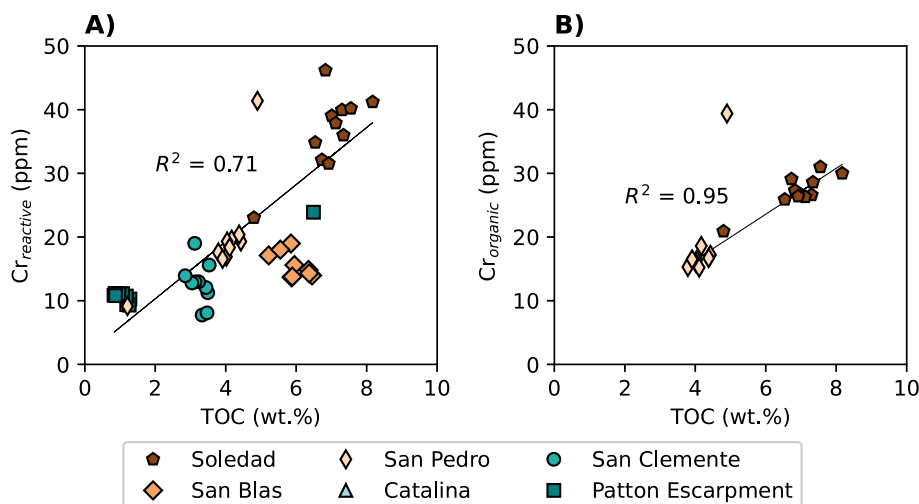 A)
B)
50
40
30
20
10
0
Cr_reactive (ppm)
R² = 0.71
0 2 4 6 8 10
TOC (wt.%)
50
40
30
20
10
0
Cr_organic (ppm)
R² = 0.95
0 2 4 6 8 10
TOC (wt.%)
Soledad San Pedro San Clemente
San Blas Catalina Patton Escarpment